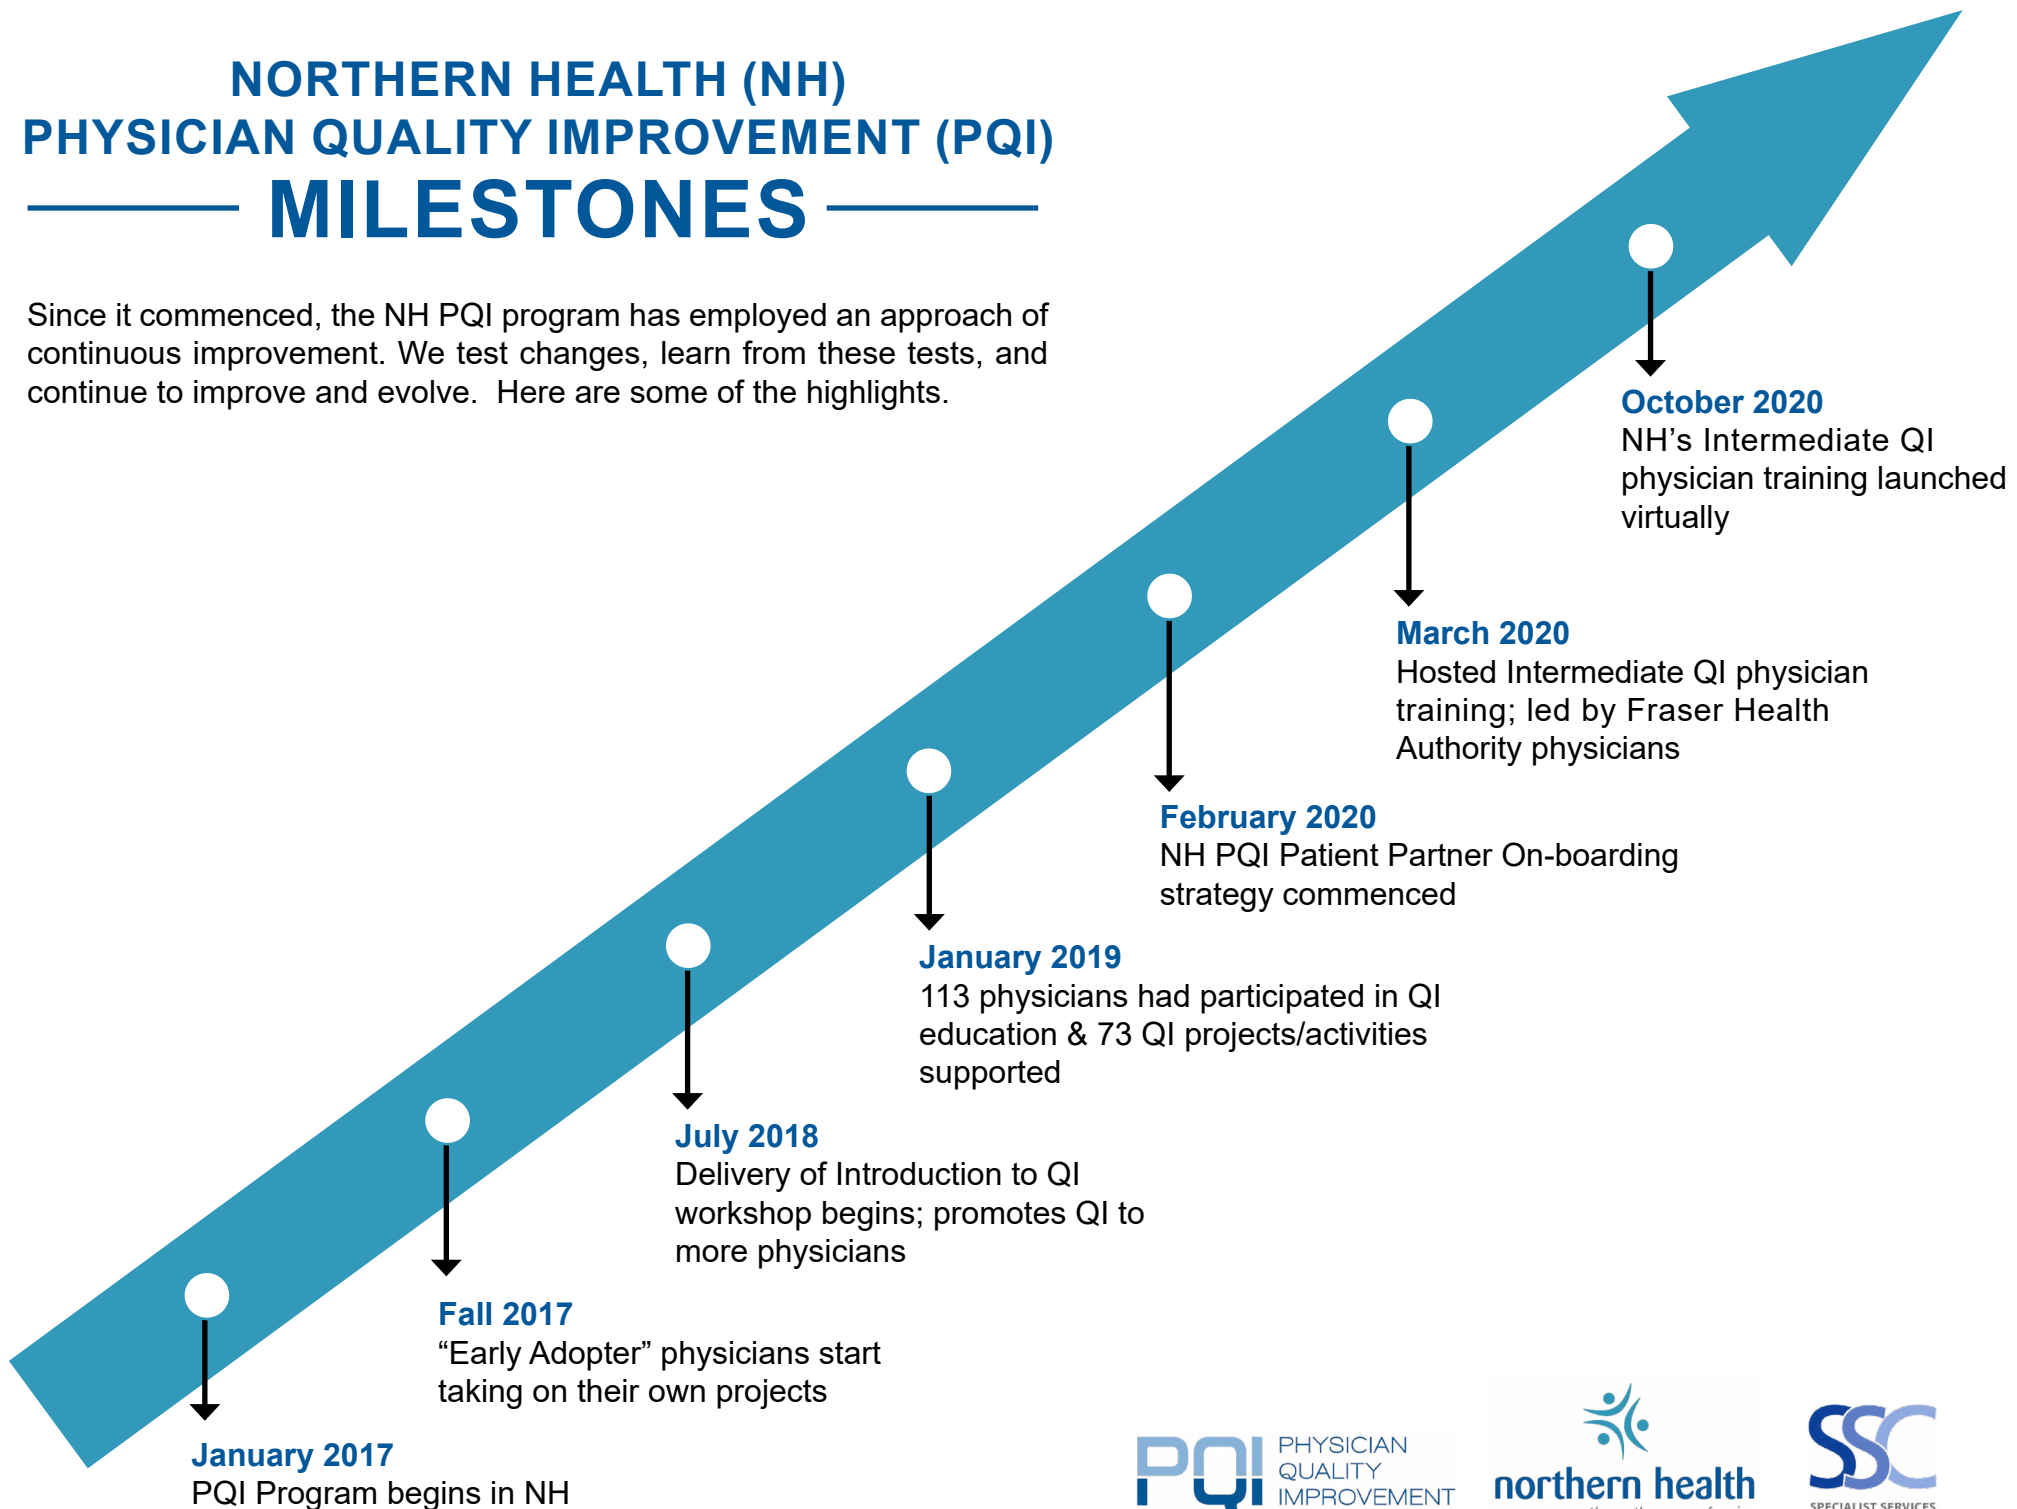 NORTHERN HEALTH (NH)
PHYSICIAN QUALITY IMPROVEMENT (PQI)
MILESTONES
Since it commenced, the NH PQI program has employed an approach of
continuous improvement. We test changes, learn from these tests, and
continue to improve and evolve.  Here are some of the highlights.
October 2020
NH’s Intermediate QI
physician training launched
virtually
March 2020
Hosted Intermediate QI physician
training; led by Fraser Health
Authority physicians
February 2020
NH PQI Patient Partner On-boarding
strategy commenced
January 2019
113 physicians had participated in QI
education & 73 QI projects/activities
supported
July 2018
Delivery of Introduction to QI
workshop begins; promotes QI to
more physicians
Fall 2017
“Early Adopter” physicians start
taking on their own projects
January 2017
PQI Program begins in NH
PQI
PHYSICIAN
QUALITY
IMPROVEMENT
northern health
SSC
SPECIALIST SERVICES